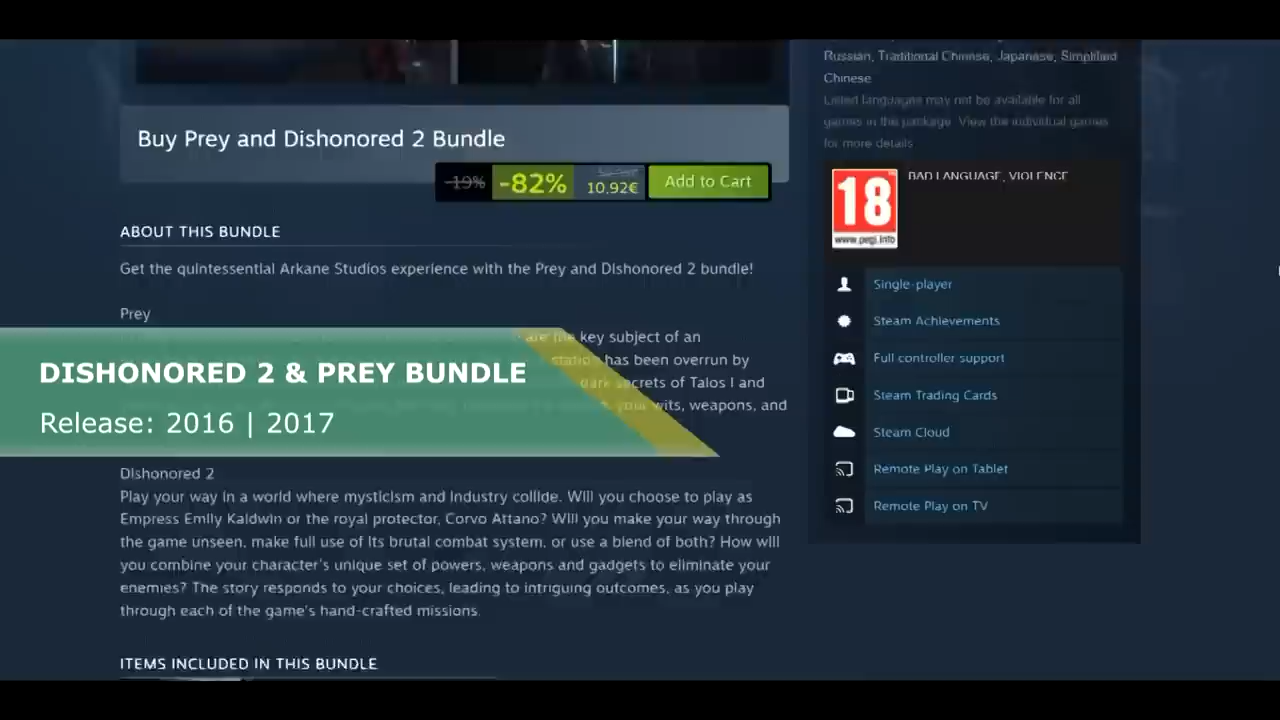 Russian, Traditional Chinese, Japanese, Simplified
Chinese
Listed languages may not be available for all
games in the package. View the individual games
for more details
Buy Prey and Dishonored 2 Bundle
-19% -82% 10,92€ Add to Cart
18
www.pegi.info
BAD LANGUAGE, VIOLENCE
ABOUT THIS BUNDLE
Get the quintessential Arkane Studios experience with the Prey and Dishonored 2 bundle!
Prey
are the key subject of an
station has been overrun by
dark secrets of Talos I and
your wits, weapons, and
DISHONORED 2 & PREY BUNDLE
Release: 2016 | 2017
Dishonored 2
Play your way in a world where mysticism and industry collide. Will you choose to play as
Empress Emily Kaldwin or the royal protector, Corvo Attano? Will you make your way through
the game unseen, make full use of its brutal combat system, or use a blend of both? How will
you combine your character's unique set of powers, weapons and gadgets to eliminate your
enemies? The story responds to your choices, leading to intriguing outcomes, as you play
through each of the game's hand-crafted missions.
ITEMS INCLUDED IN THIS BUNDLE
Single-player
Steam Achievements
Full controller support
Steam Trading Cards
Steam Cloud
Remote Play on Tablet
Remote Play on TV